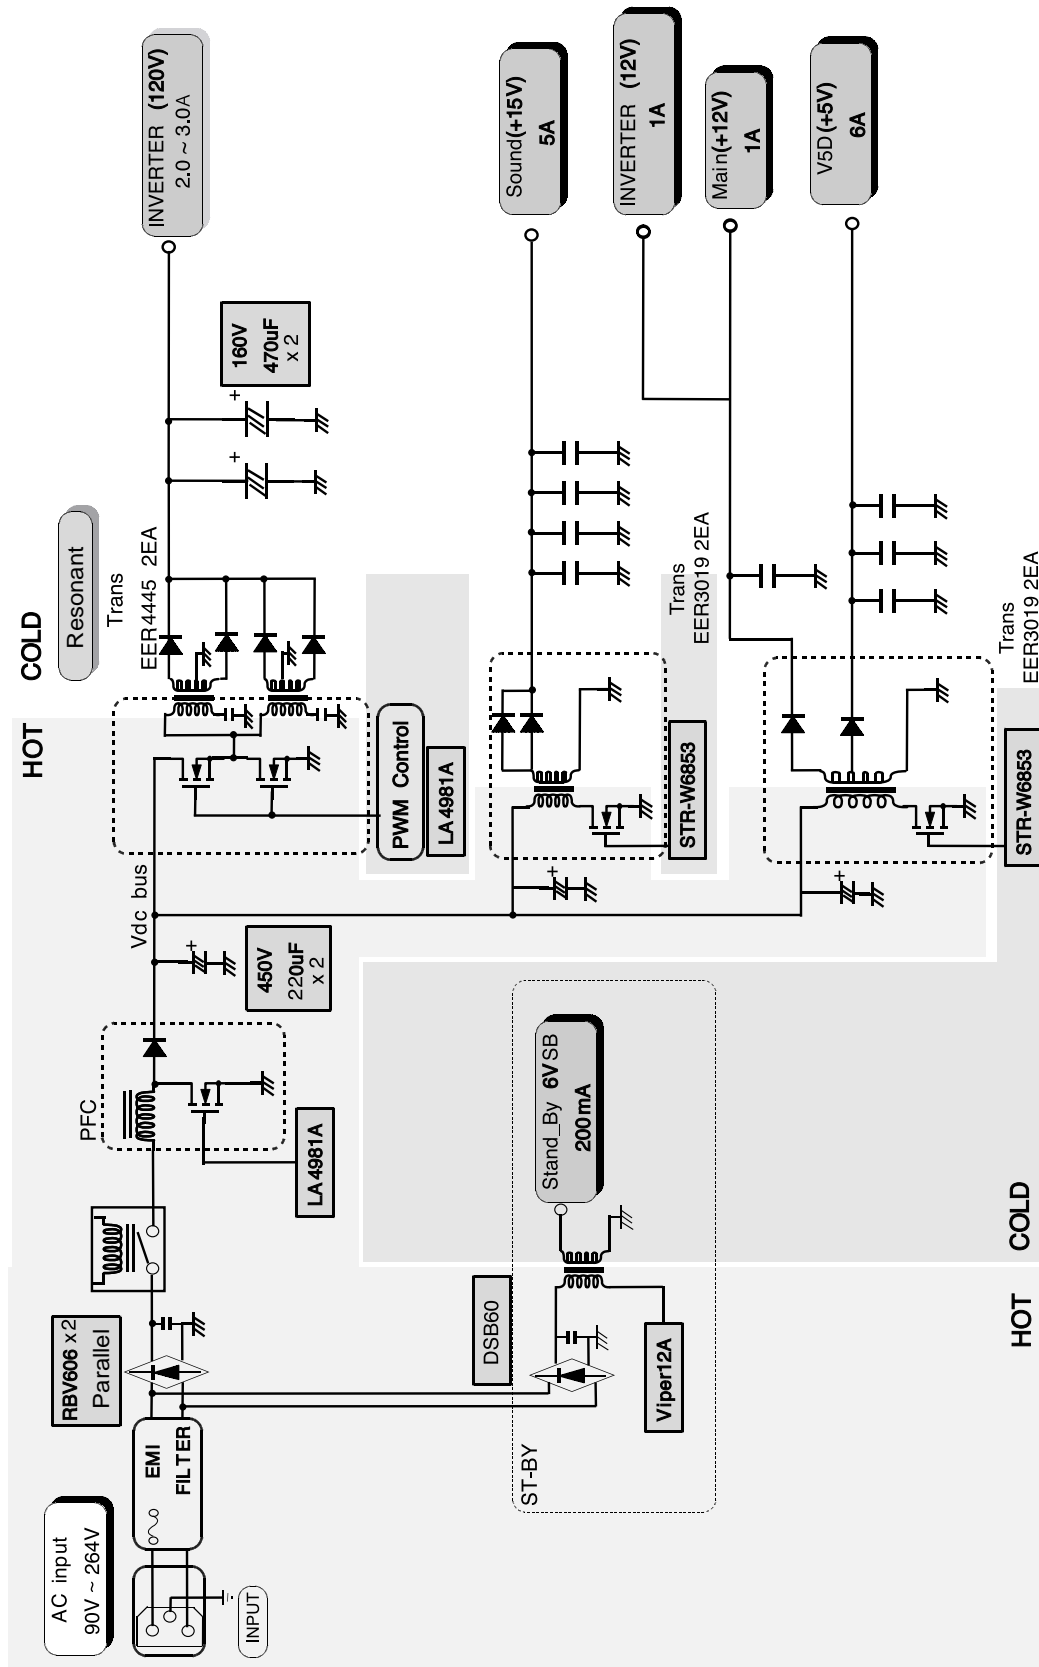 AC input
90V ~ 264V
INPUT
EMI
FILTER
RBV606 x2
Parallel
PFC
LA4981A
450V
220uF
x 2
Vdc bus
HOT
COLD
Resonant
PWM Control
LA4981A
Trans
EER4445 2EA
160V
470uF
x 2
+
+
+
INVERTER (120V)
2.0 ~ 3.0A
Sound(+15V)
5A
INVERTER (12V)
1A
Main(+12V)
1A
V5D(+5V)
6A
Trans
EER3019 2EA
STR-W6853
+
Trans
EER3019 2EA
STR-W6853
+
ST-BY
DSB60
Viper12A
Stand_By 6VSB
200mA
HOT
COLD